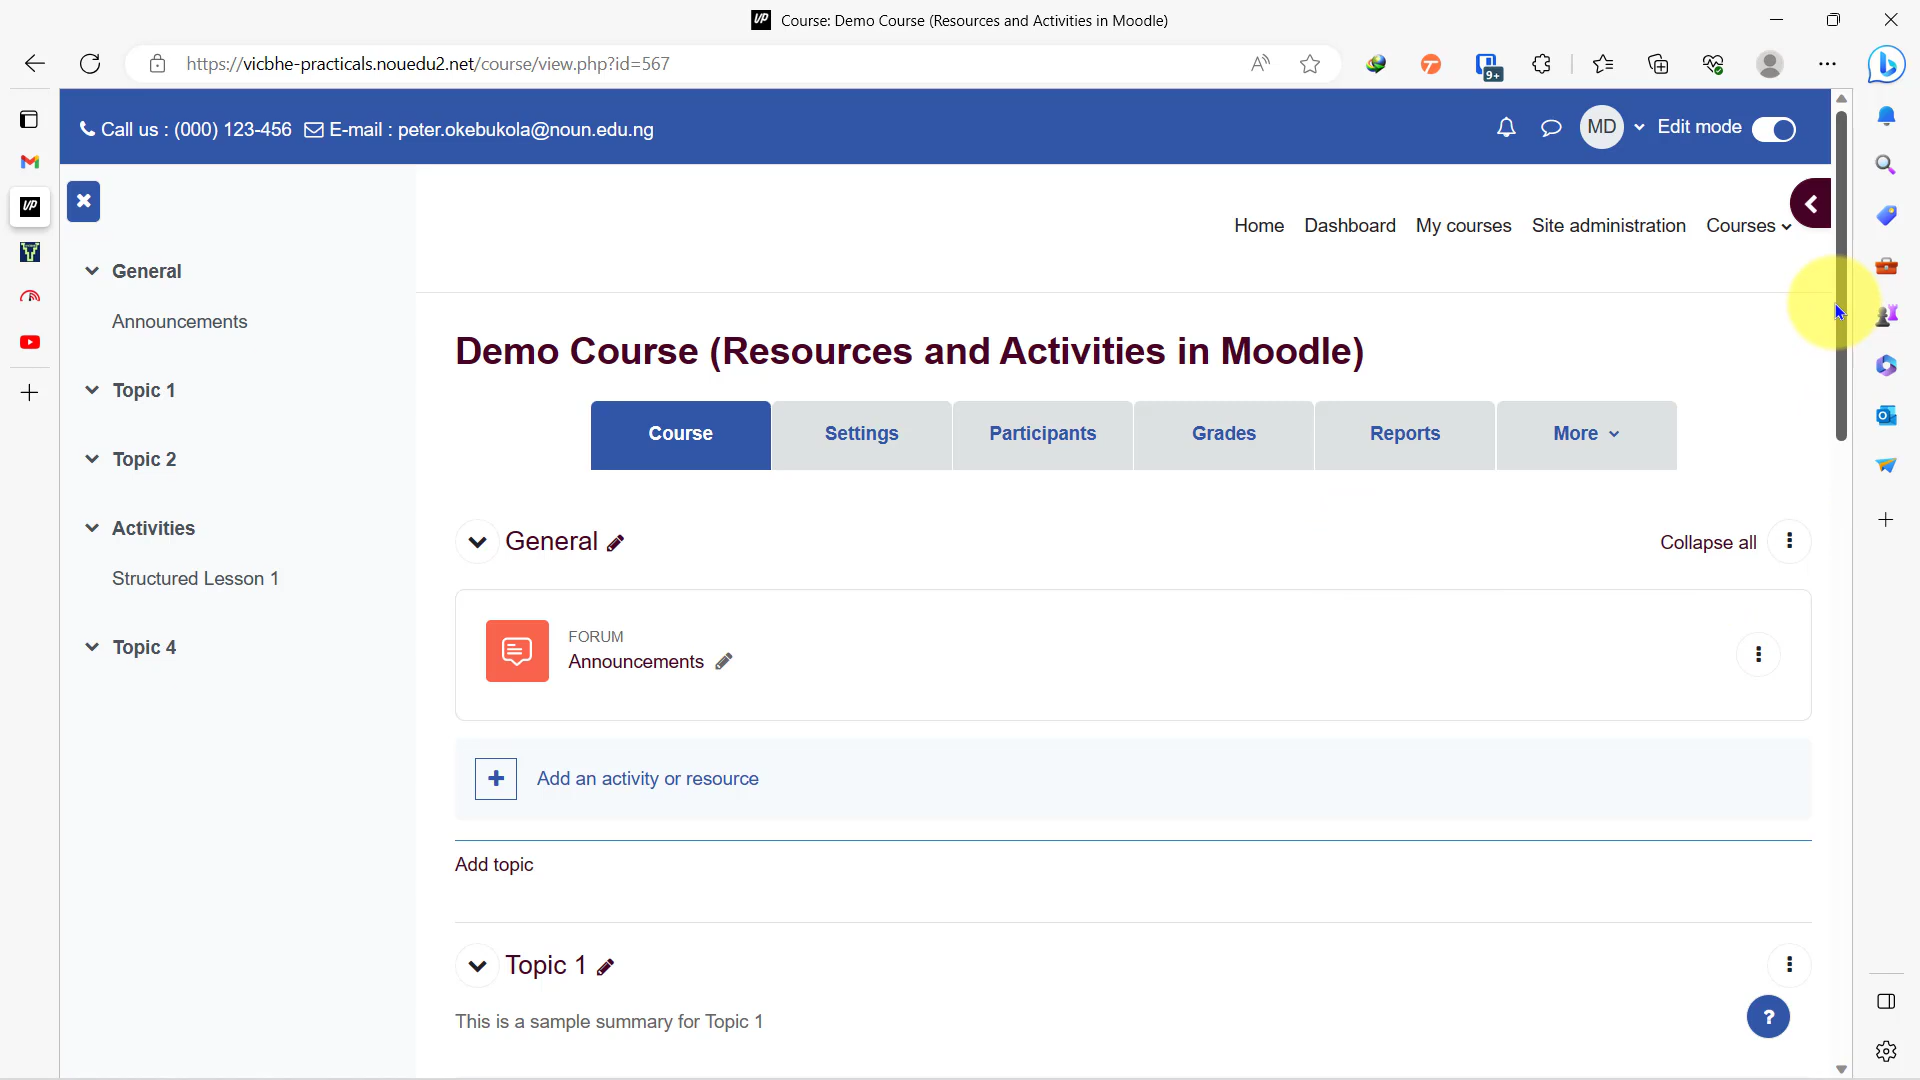 Course: Demo Course (Resources and Activities in Moodle)
https://vicbhe-practicals.nouedu2.net/course/view.php?id=567
9+
Call us : (000) 123-456 E-mail : peter.okebukola@noun.edu.ng
MD Edit mode
Home Dashboard My courses Site administration Courses
General
Announcements
Topic 1
Topic 2
Activities
Structured Lesson 1
Topic 4
Demo Course (Resources and Activities in Moodle)
Course Settings Participants Grades Reports More
General Collapse all
FORUM
Announcements
Add an activity or resource
Add topic
Topic 1
This is a sample summary for Topic 1
?